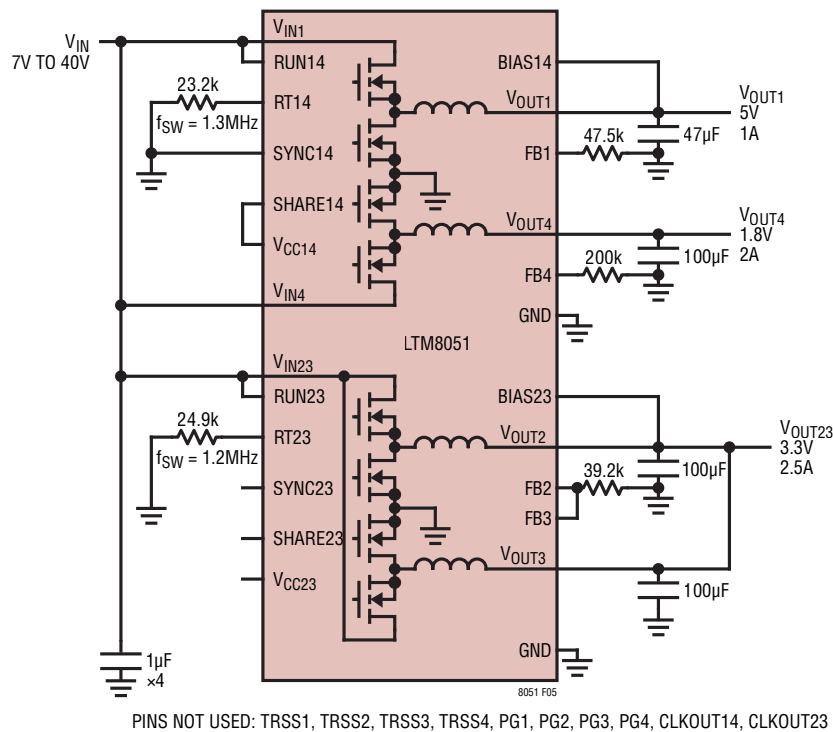 VIN
7V TO 40V
VIN1
RUN14
23.2k
RT14
fSW = 1.3MHz
SYNC14
SHARE14
VCC14
VIN4
BIAS14
VOUT1
VOUT1
5V
1A
47µF
47.5k
FB1
VOUT4
VOUT4
1.8V
2A
100µF
200k
FB4
GND
LTM8051
VIN23
RUN23
24.9k
RT23
fSW = 1.2MHz
SYNC23
SHARE23
VCC23
BIAS23
VOUT2
VOUT23
3.3V
2.5A
100µF
39.2k
FB2
FB3
VOUT3
100µF
GND
1µF
×4
8051 F05
PINS NOT USED: TRSS1, TRSS2, TRSS3, TRSS4, PG1, PG2, PG3, PG4, CLKOUT14, CLKOUT23